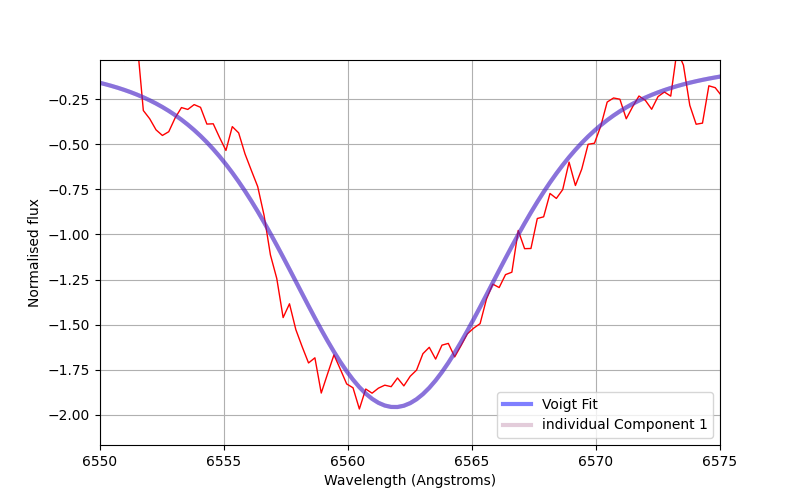 −0.25
−0.50
−0.75
−1.00
−1.25
−1.50
−1.75
−2.00
Normalised flux
Voigt Fit
individual Component 1
6550 6555 6560 6565 6570 6575
Wavelength (Angstroms)